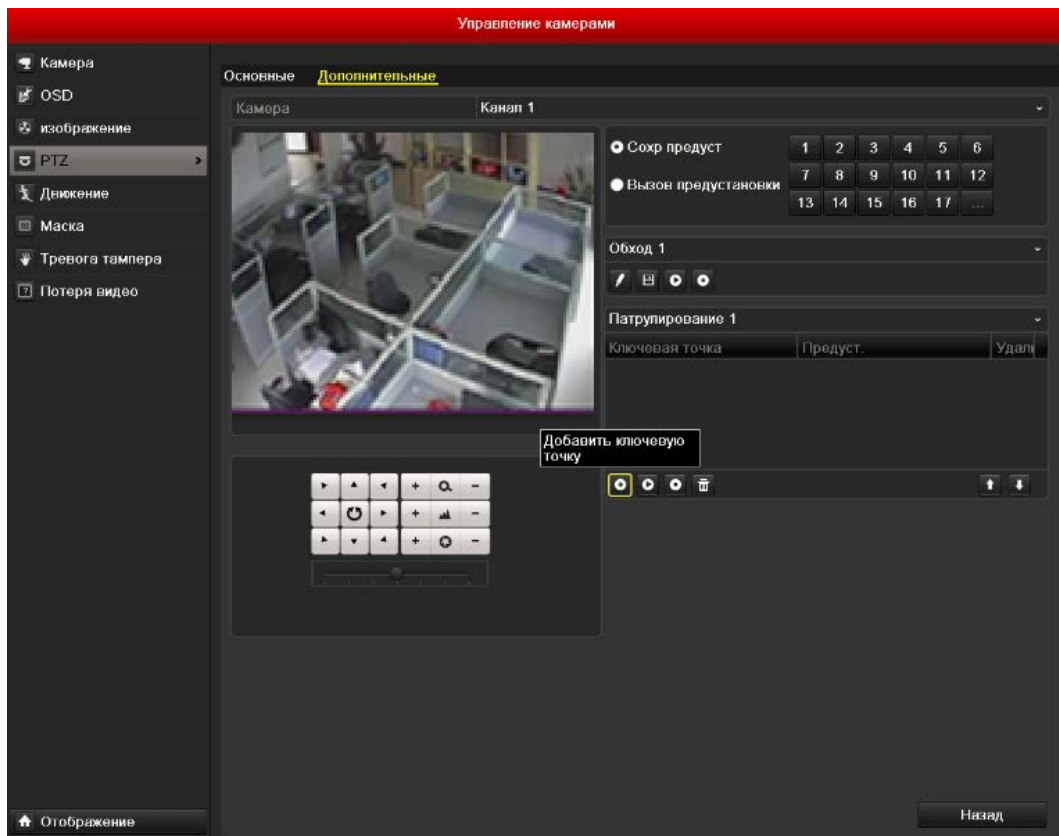 Управление камерами
Камера
OSD
изображение
PTZ
Движение
Маска
Тревога тампера
Потеря видео
Отображение
Основные Дополнительные
Камера Канал 1
Сохр предуст
Вызов предустановки
1 2 3 4 5 6
7 8 9 10 11 12
13 14 15 16 17 ...
Обход 1
Патрулирование 1
Ключевая точка Предуст. Удали
Добавить ключевую
точку
Назад